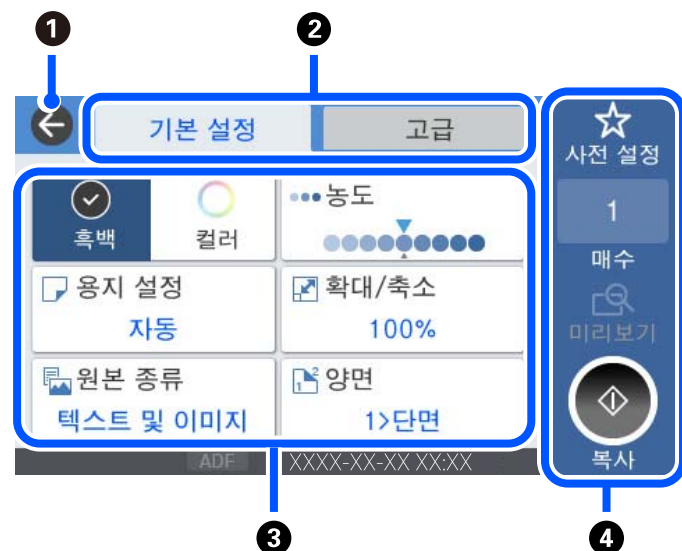 1
2
기본 설정
고급
사전 설정
1
매수
미리보기
복사
흑백
컬러
농도
용지 설정
자동
확대/축소
100%
원본 종류
텍스트 및 이미지
1 2
양면
1>단면
ADF
XXXX-XX-XX XX:XX
3
4